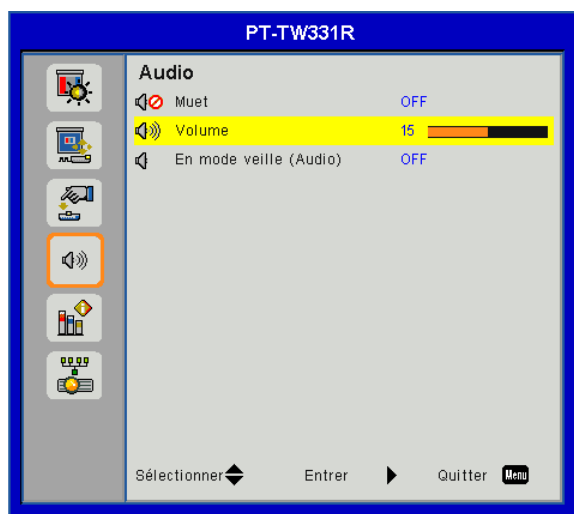 PT-TW331R
Audio
Muet OFF
Volume 15
En mode veille (Audio) OFF
Sélectionner Entrer Quitter Menu